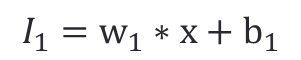 I₁ = w₁ * x + b₁